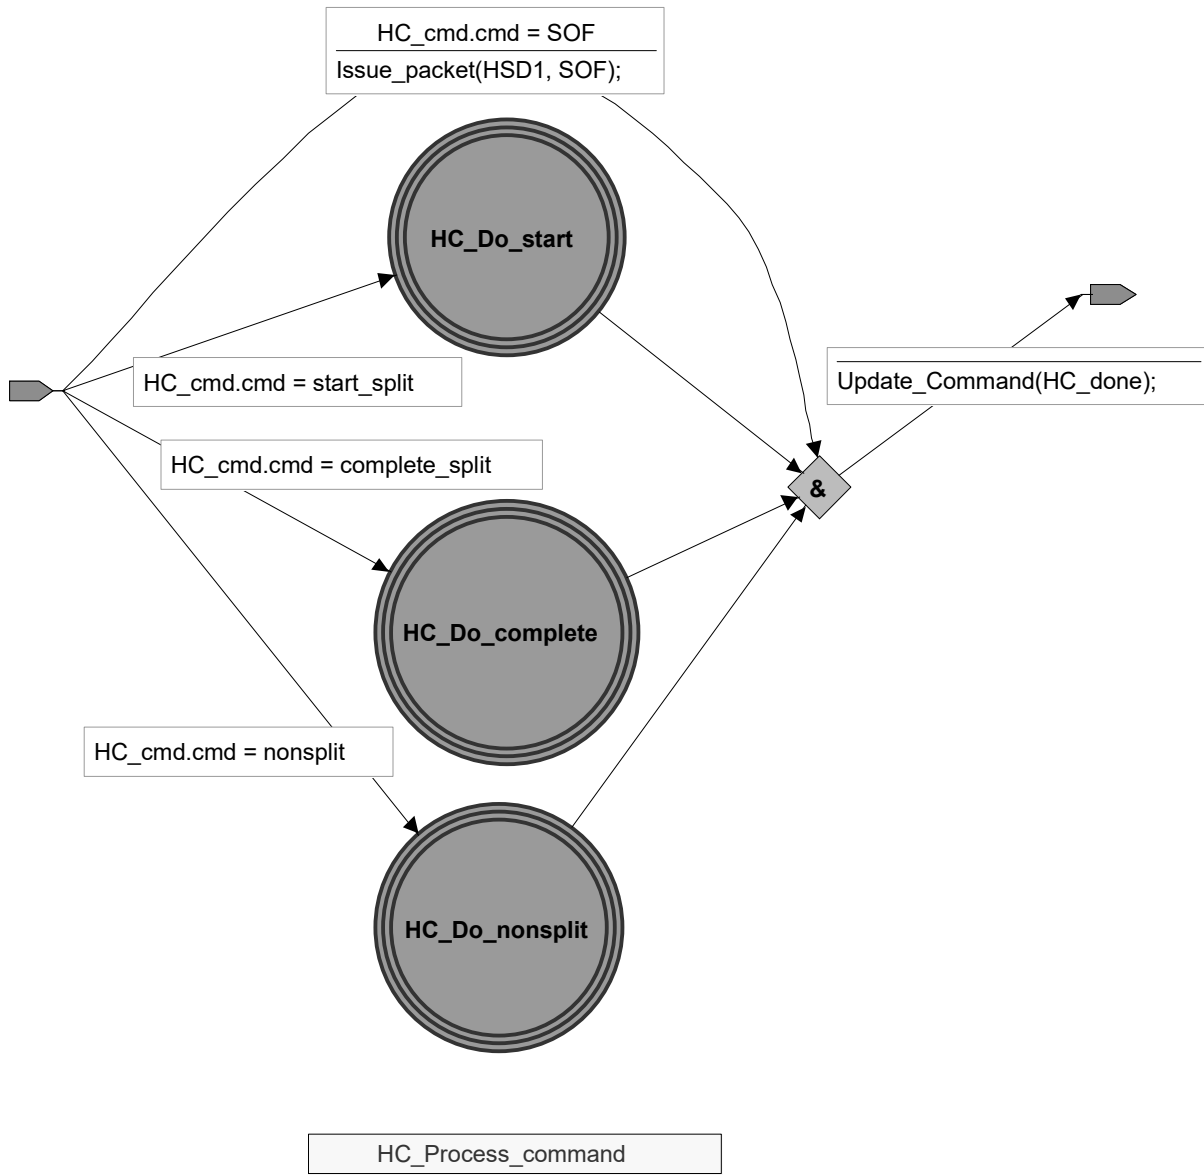 HC_cmd.cmd = SOF
Issue_packet(HSD1, SOF);
HC_Do_start
HC_cmd.cmd = start_split
Update_Command(HC_done);
HC_cmd.cmd = complete_split
&
HC_Do_complete
HC_cmd.cmd = nonsplit
HC_Do_nonsplit
HC_Process_command